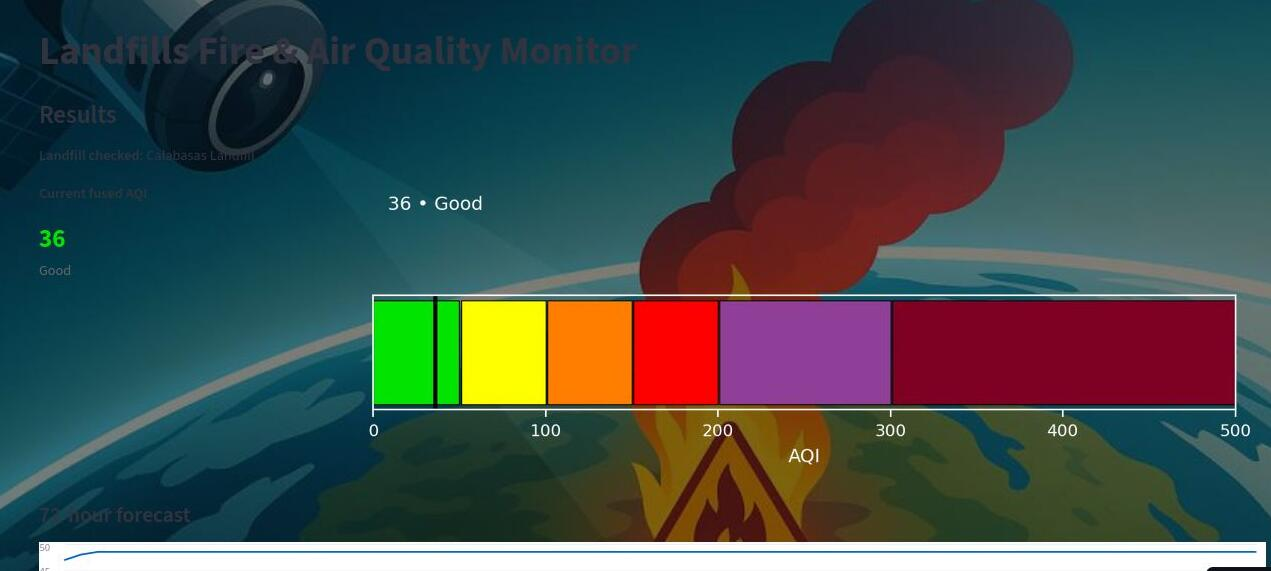 Landfills Fire & Air Quality Monitor
Results
Landfill checked: Calabasas Landfill
Current fused AQI
36 • Good
36
Good
0 100 200 300 400 500
AQI
72-hour forecast
50